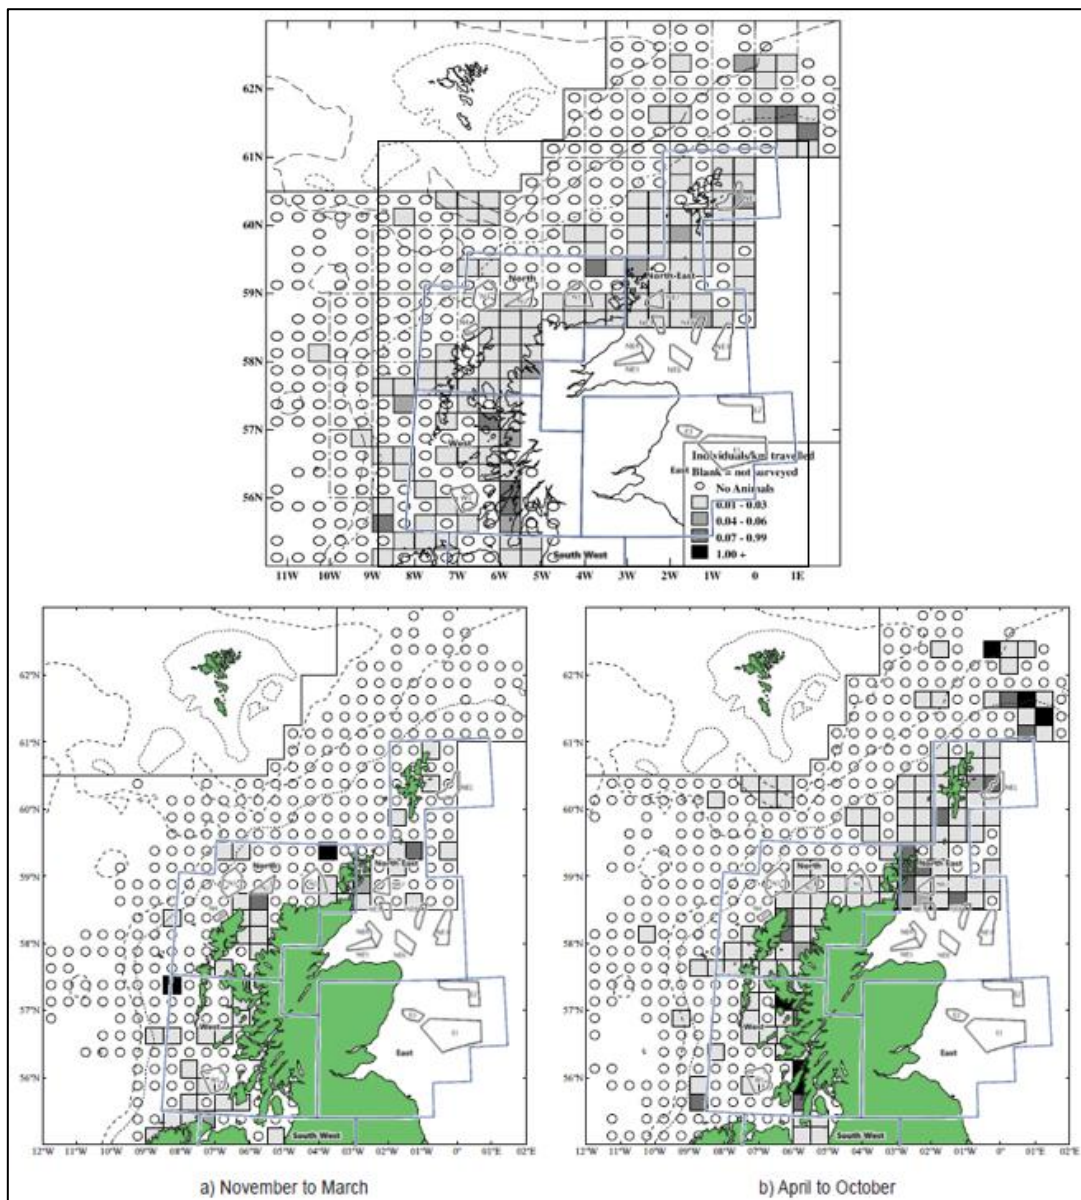 62N
61N
60N
North
North-East
59N
58N
NE3
NE2
57N
West
Individuals/km travelled
East
Blank = not surveyed
No Animals
56N
0.01 - 0.03
0.04 - 0.06
0.07 - 0.99
South West
1.00 +
11W 10W 9W 8W 7W 6W 5W 4W 3W 2W 1W 0 1E
62°N
61°N
60°N
North
North East
59°N
58°N
57°N
West
East
56°N
South West
12°W 11°W 10°W 09°W 08°W 07°W 06°W 05°W 04°W 03°W 02°W 01°W 0° 01°E 02°E
a) November to March
62°N
61°N
60°N
North
North East
59°N
58°N
57°N
West
East
56°N
South West
12°W 11°W 10°W 09°W 08°W 07°W 06°W 05°W 04°W 03°W 02°W 01°W 0° 01°E 02°E
b) April to October